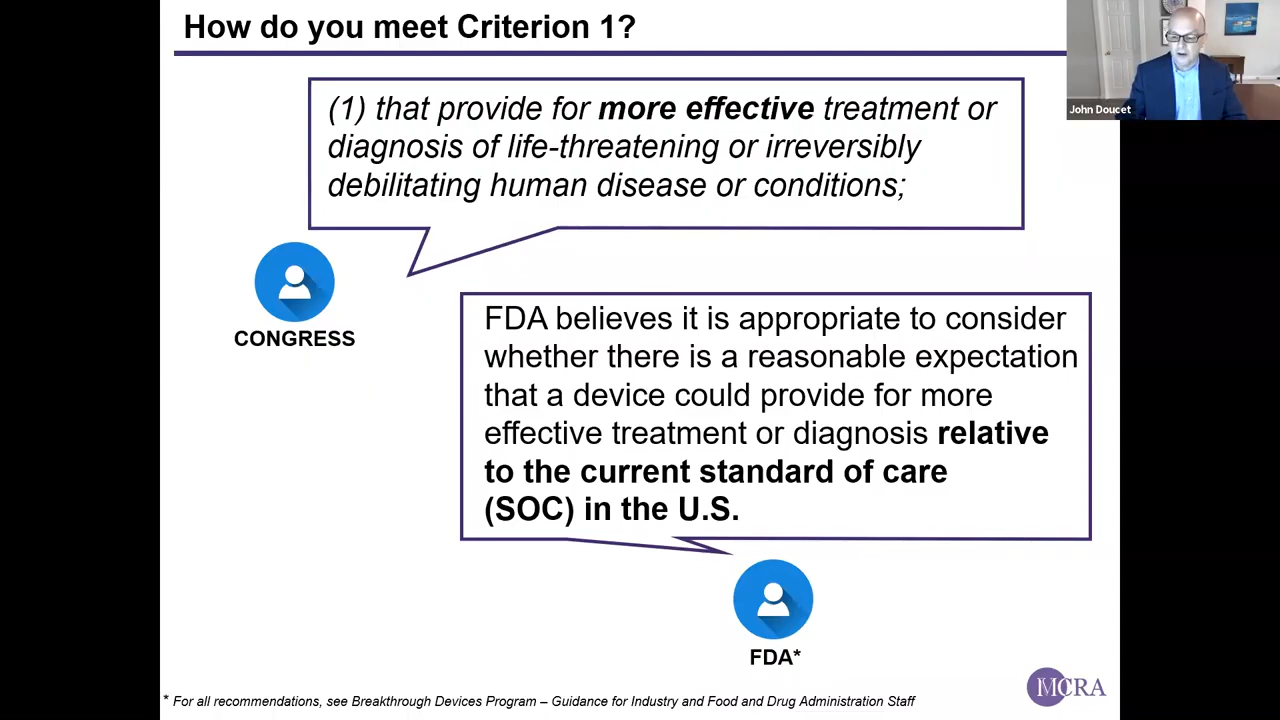 How do you meet Criterion 1?
John Doucet
(1) that provide for more effective treatment or
diagnosis of life-threatening or irreversibly
debilitating human disease or conditions;
CONGRESS
FDA believes it is appropriate to consider
whether there is a reasonable expectation
that a device could provide for more
effective treatment or diagnosis relative
to the current standard of care
(SOC) in the U.S.
FDA*
* For all recommendations, see Breakthrough Devices Program – Guidance for Industry and Food and Drug Administration Staff
MCRA